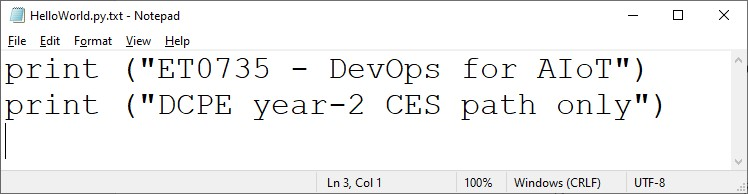 HelloWorld.py.txt - Notepad
File Edit Format View Help
print ("ET0735 - DevOps for AIoT")
print ("DCPE year-2 CES path only")
Ln 3, Col 1 100% Windows (CRLF) UTF-8